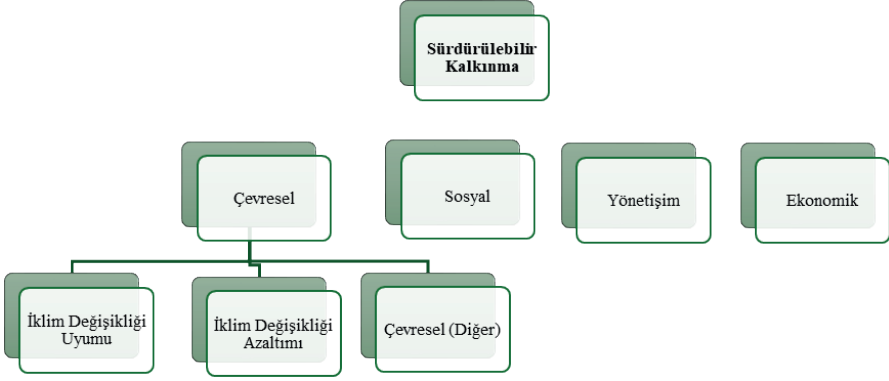 Sürdürülebilir
Kalkınma
Çevresel
Sosyal
Yönetişim
Ekonomik
İklim Değişikliği
Uyumu
İklim Değişikliği
Azaltımı
Çevresel (Diğer)